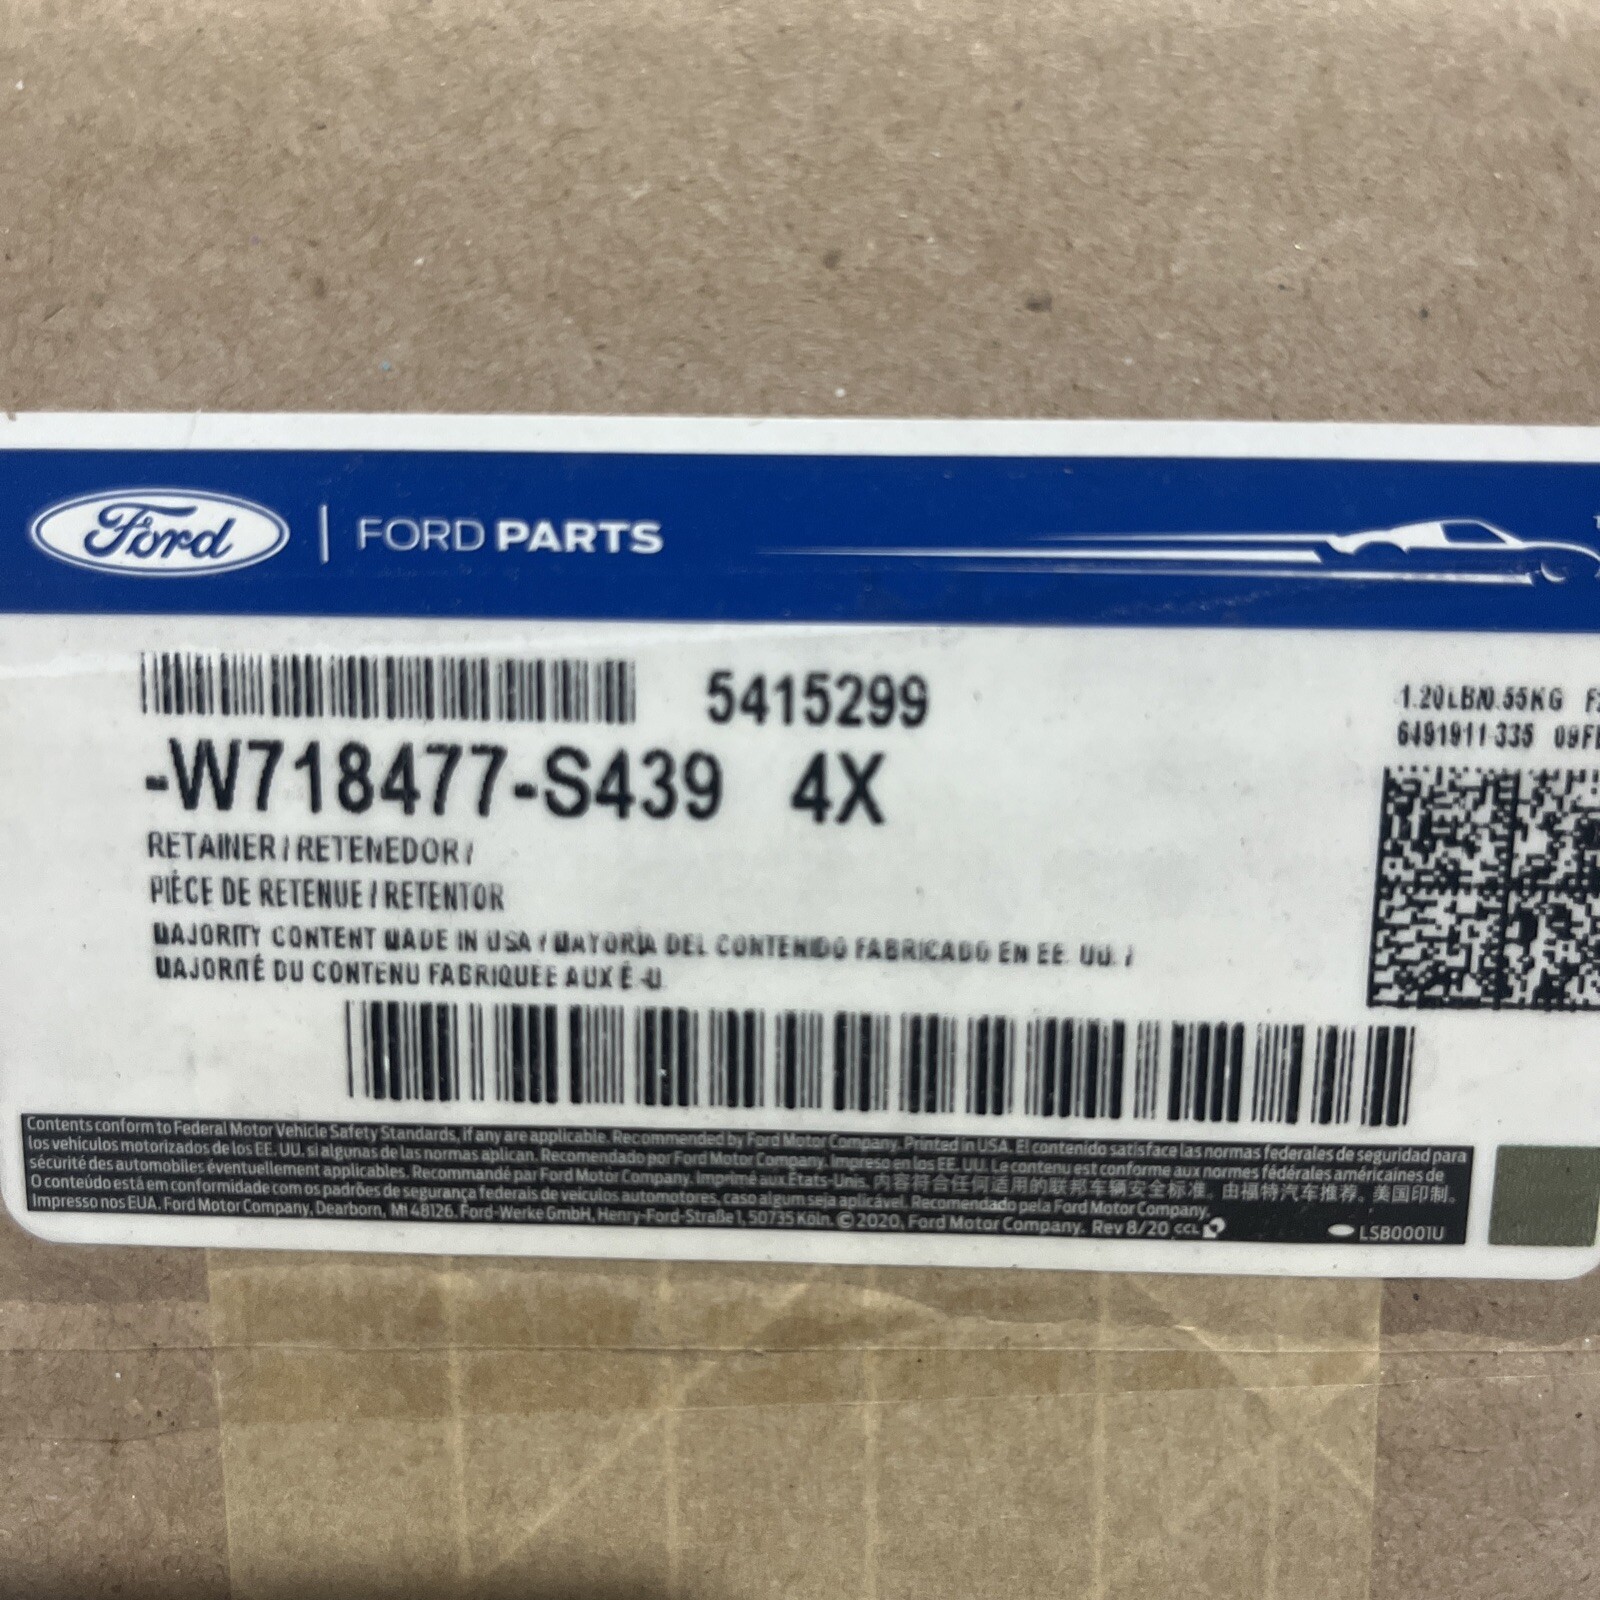 Ford | FORD PARTS
5415299
-W718477-S439 4X
1.20LB/0.55KG
6491911 335
RETAINER / RETENEDOR /
PIÈCE DE RETENUE / RETENTOR
MAJORITY CONTENT MADE IN USA / MAYORÍA DEL CONTENIDO FABRICADO EN EE. UU. /
MAJORITÉ DU CONTENU FABRIQUÉE AUX É.-U.
Contents conform to Federal Motor Vehicle Safety Standards, if any are applicable. Recommended by Ford Motor Company. Printed in USA. El contenido satisface las normas federales de seguridad para
los vehículos motorizados de los EE. UU. si algunas de las normas aplican. Recomendado por Ford Motor Company. Impreso en los EE. UU. Le contenu est conforme aux normes fédérales américaines de
sécurité des automobiles éventuellement applicables. Recommandé par Ford Motor Company. Imprimé aux États-Unis. 内容符合任何适用的联邦车辆安全标准。由福特汽车推荐。美国印制。
O conteúdo está em conformidade com os padrões de segurança federais de veículos automotores, caso algum seja aplicável. Recomendado pela Ford Motor Company.
Impresso nos EUA. Ford Motor Company, Dearborn, MI 48126. Ford-Werke GmbH, Henry-Ford-Straße 1, 50735 Köln. © 2020, Ford Motor Company. Rev 8/20 CCL
LSB0001U